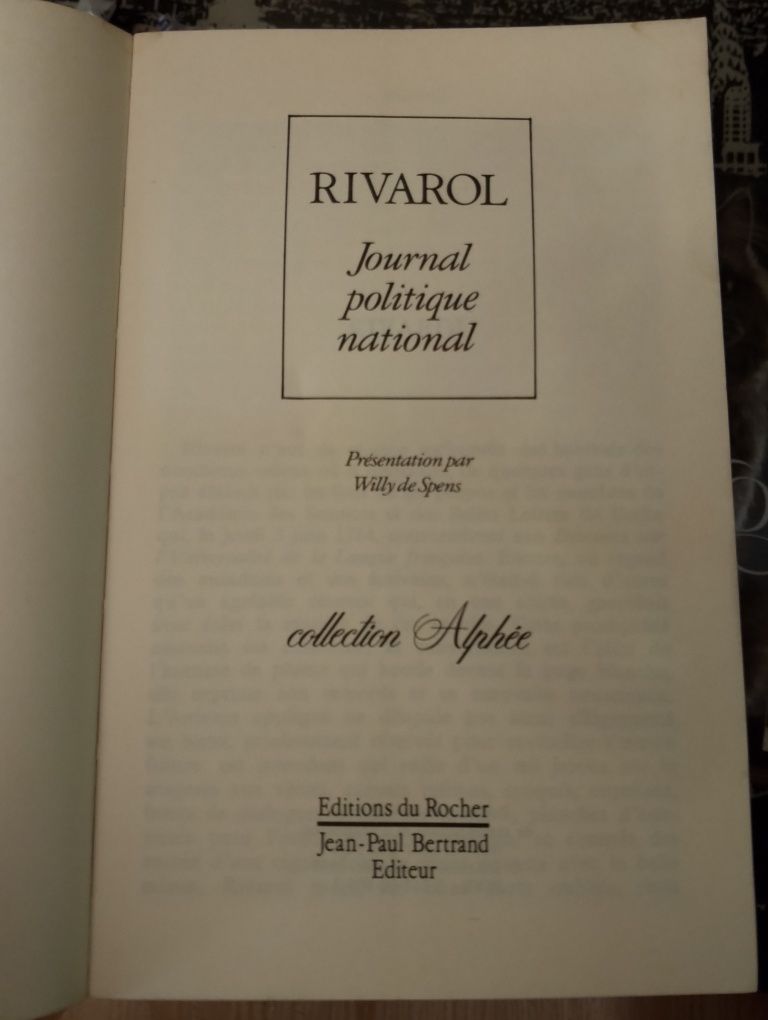 RIVAROL
Journal
politique
national
Présentation par
Willy de Spens
collection Alphée
Editions du Rocher
Jean-Paul Bertrand
Editeur